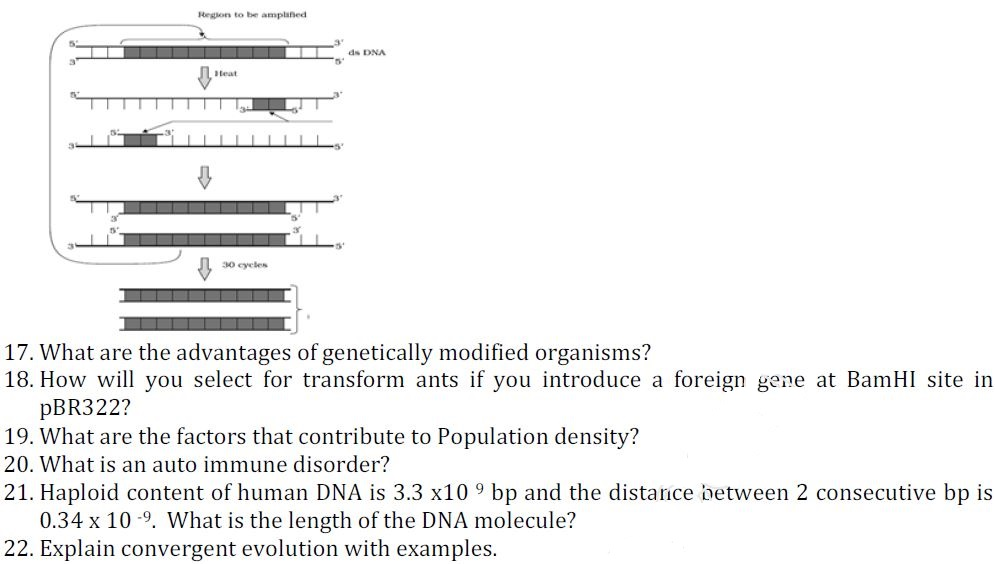 Region to be amplified
5' 3'
ds DNA
3' 5'
Heat
5' 3'
3' 5'
5' 3'
3' 5'
5' 3'
3' 5'
5' 3'
3' 5'
30 cycles
17. What are the advantages of genetically modified organisms?
18. How will you select for transform ants if you introduce a foreign gene at BamHI site in
pBR322?
19. What are the factors that contribute to Population density?
20. What is an auto immune disorder?
21. Haploid content of human DNA is 3.3 x10 ⁹ bp and the distance between 2 consecutive bp is
0.34 x 10 ⁻⁹. What is the length of the DNA molecule?
22. Explain convergent evolution with examples.